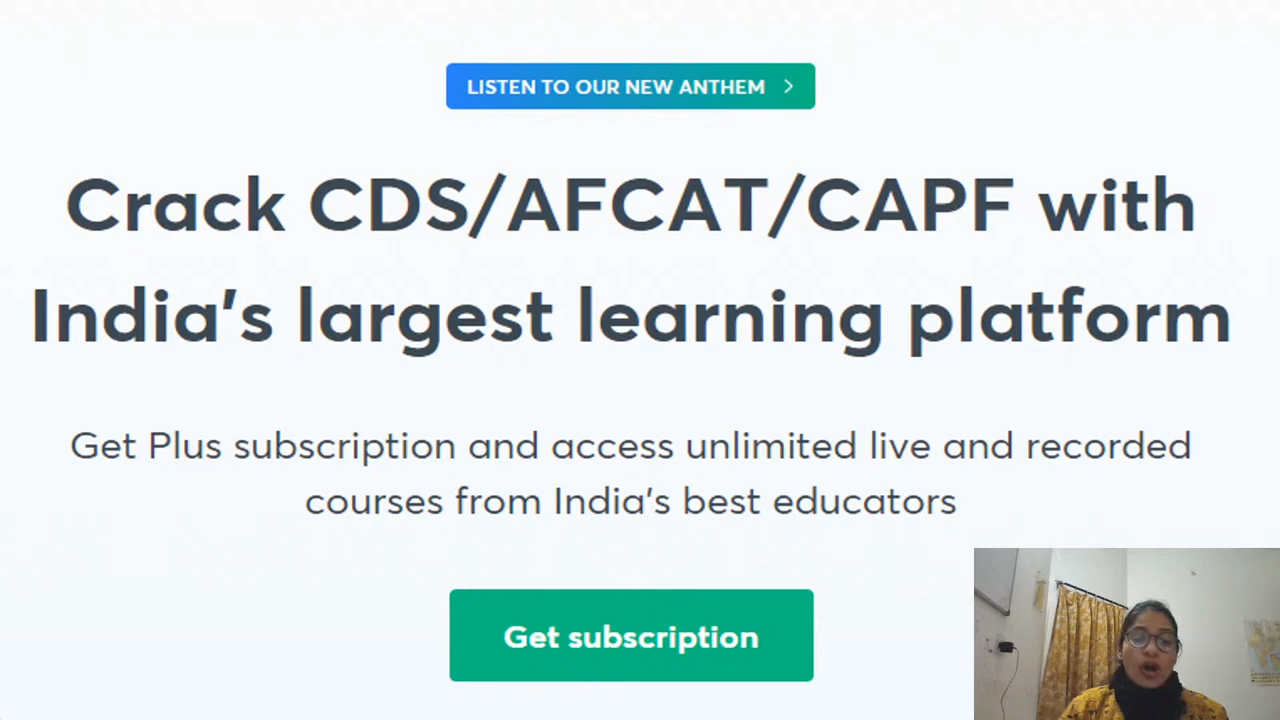 LISTEN TO OUR NEW ANTHEM >
Crack CDS/AFCAT/CAPF with
India's largest learning platform
Get Plus subscription and access unlimited live and recorded
courses from India's best educators
Get subscription